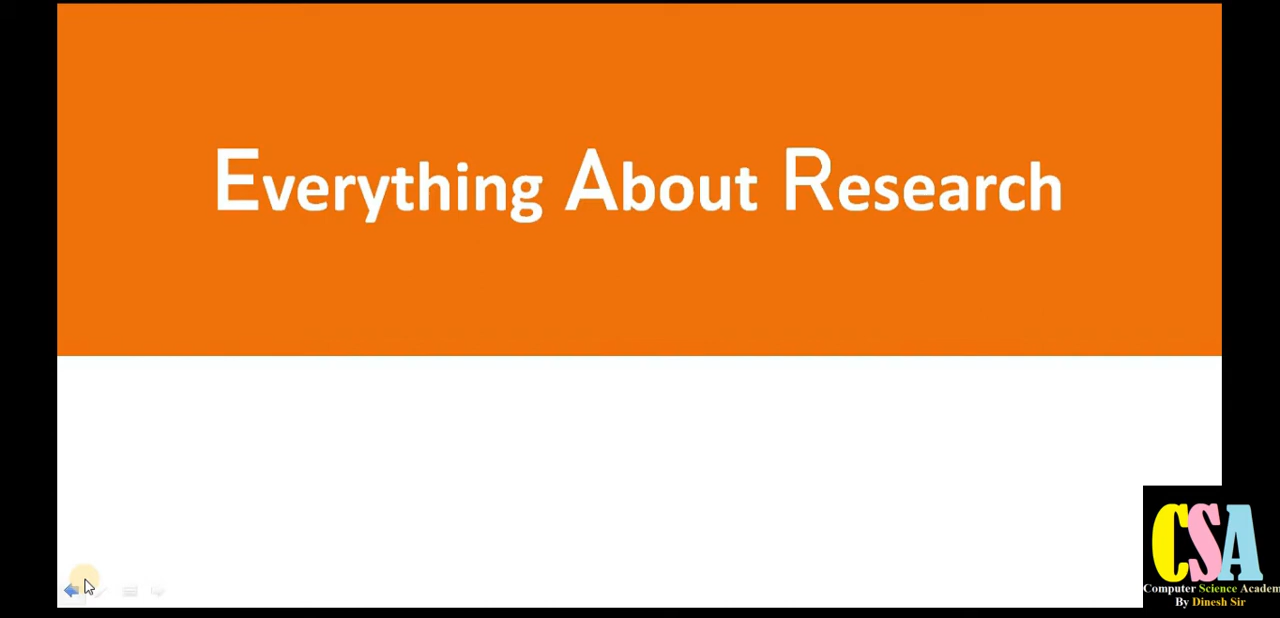 Everything About Research
CSA
Computer Science Academ
By Dinesh Sir